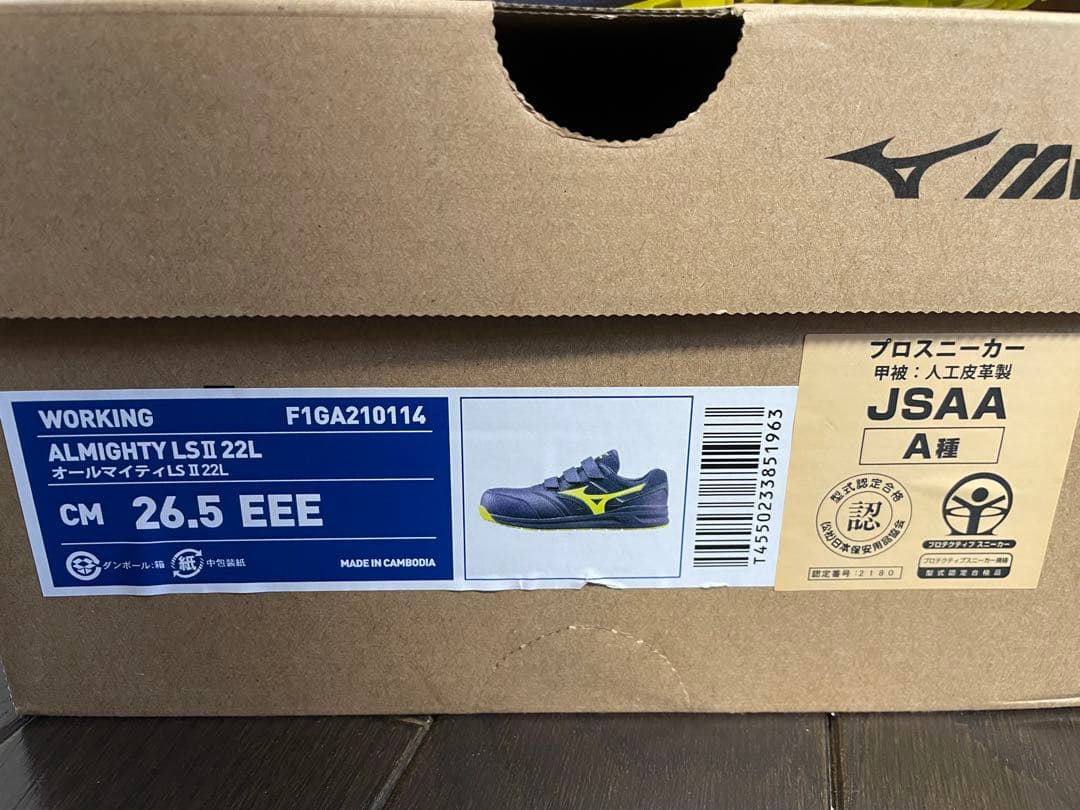 WORKING F1GA210114
ALMIGHTY LSⅡ 22L
オールマイティLSⅡ22L
CM 26.5 EEE
ダンボール:箱 紙 中包装紙 MADE IN CAMBODIA
T4550233851963
プロスニーカー
甲被:人工皮革製
JSAA
A種
型式認定合格
認
(公社)日本保安用品協会
認定番号:2180
プロテクティブ スニーカー
プロテクティブスニーカー規格
型式認定合格品